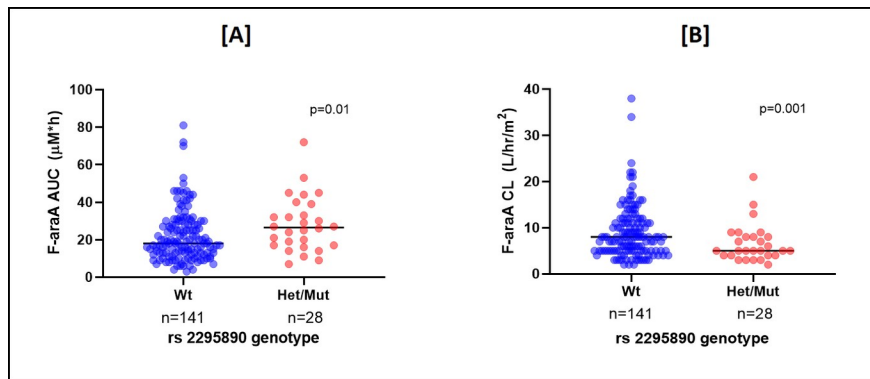 [A]
F-araA AUC (µM*h)
100
80
60
40
20
0
p=0.01
Wt
Het/Mut
n=141
n=28
rs 2295890 genotype
[B]
F-araA CL (L/hr/m²)
40
30
20
10
0
p=0.001
Wt
Het/Mut
n=141
n=28
rs 2295890 genotype